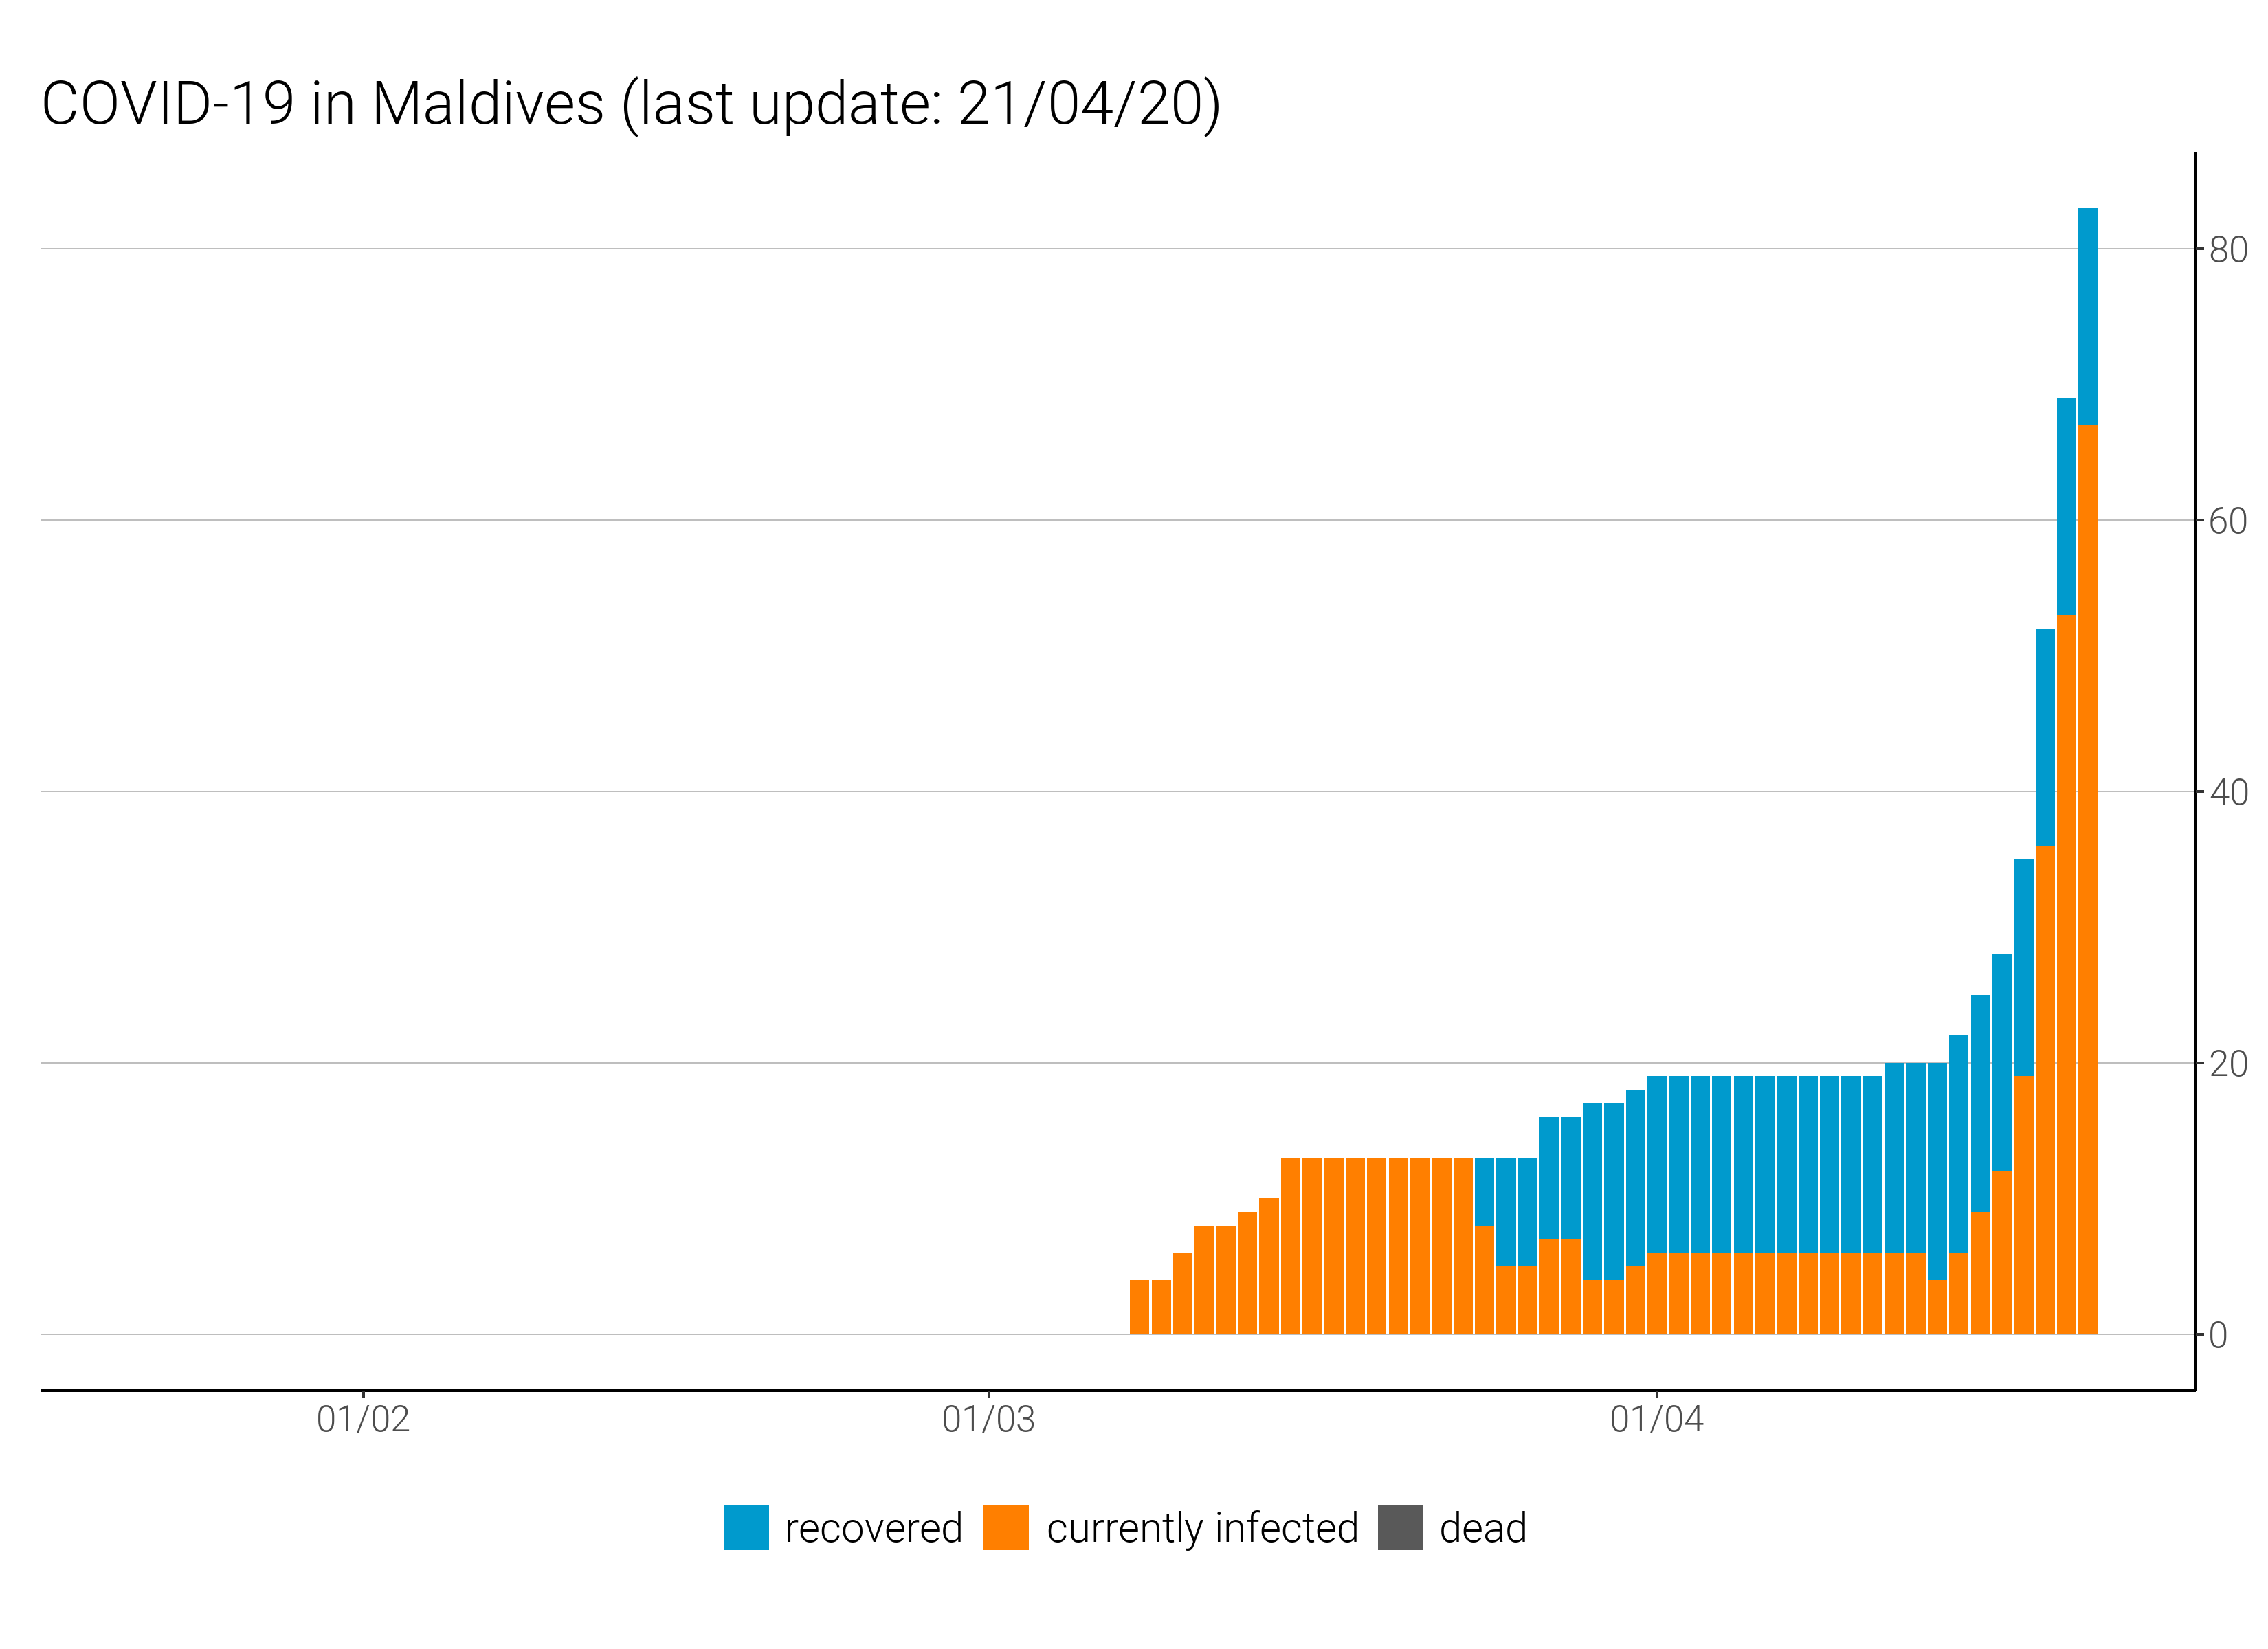 COVID-19 in Maldives (last update: 21/04/20)
80
60
40
20
0
01/02 01/03 01/04
recovered currently infected dead